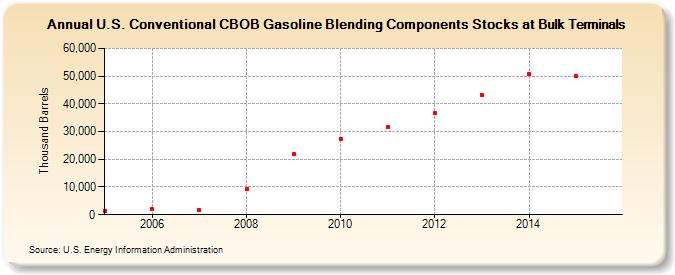 Annual U.S. Conventional CBOB Gasoline Blending Components Stocks at Bulk Terminals
Thousand Barrels
60,000
50,000
40,000
30,000
20,000
10,000
0
2006 2008 2010 2012 2014
Source: U.S. Energy Information Administration